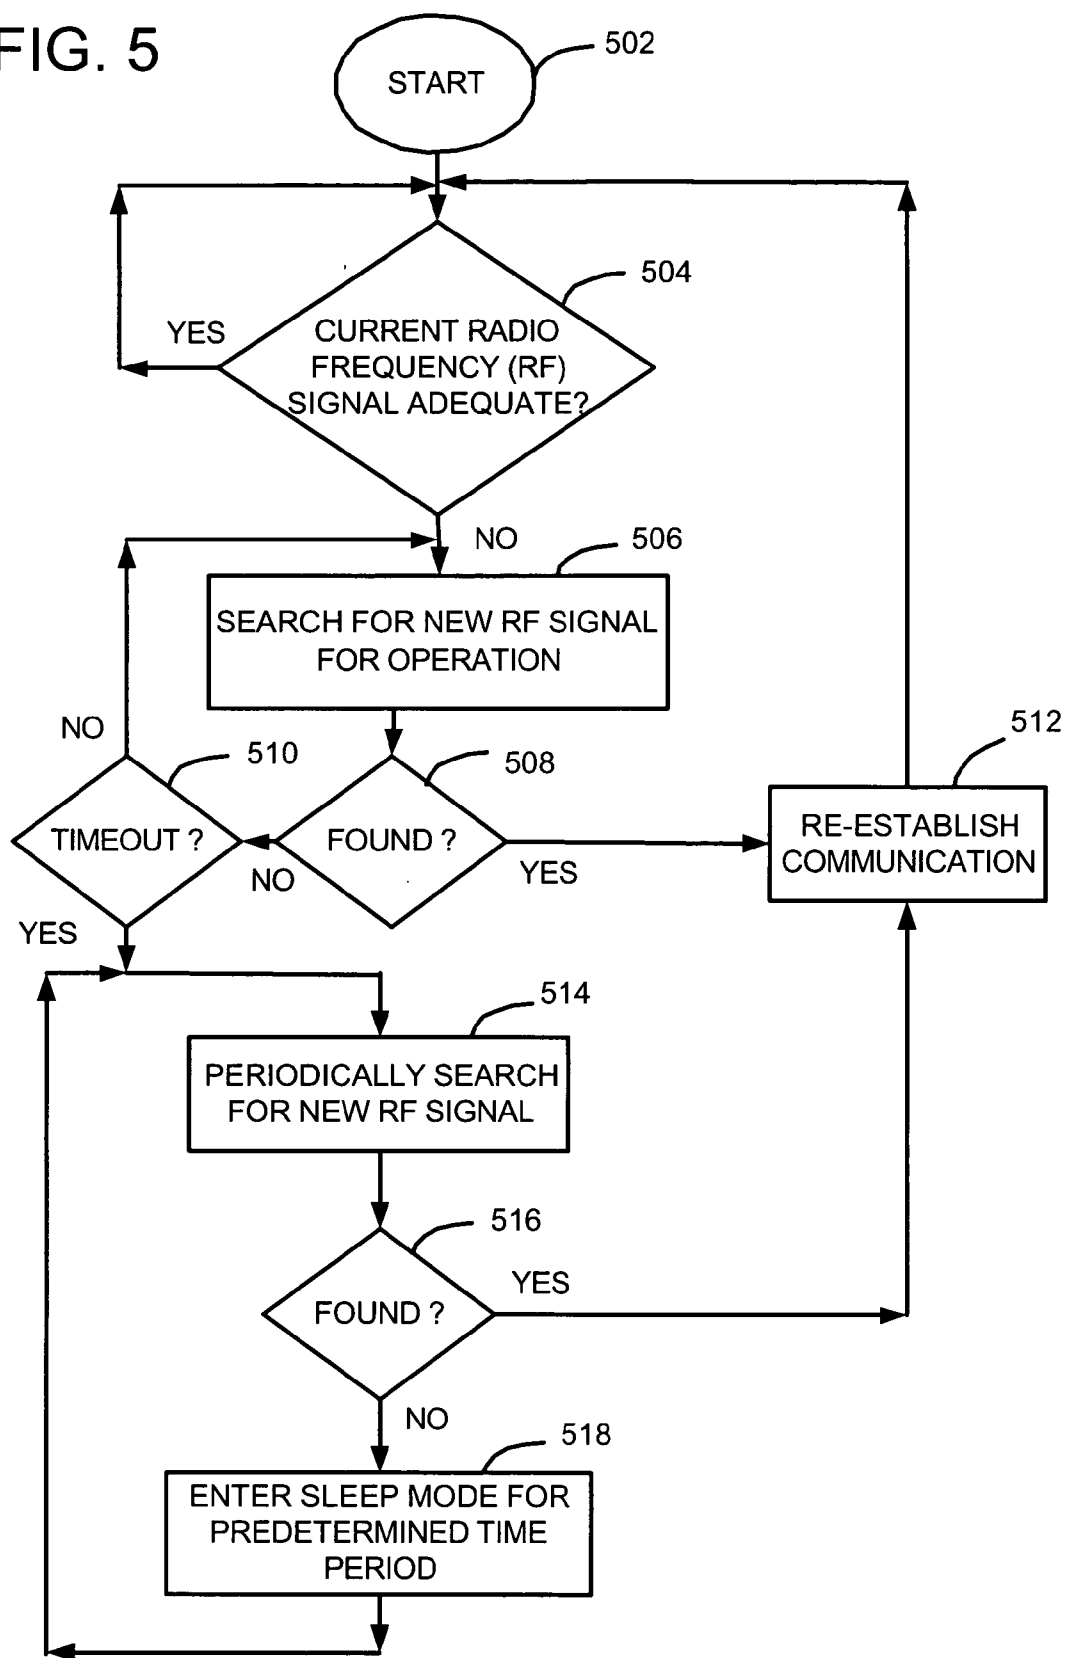 FIG. 5
502
START
504
YES
CURRENT RADIO
FREQUENCY (RF)
SIGNAL ADEQUATE?
NO
506
SEARCH FOR NEW RF SIGNAL
FOR OPERATION
NO
510
508
512
TIMEOUT ?
FOUND ?
RE-ESTABLISH
COMMUNICATION
NO
YES
YES
514
PERIODICALLY SEARCH
FOR NEW RF SIGNAL
516
YES
FOUND ?
NO
518
ENTER SLEEP MODE FOR
PREDETERMINED TIME
PERIOD